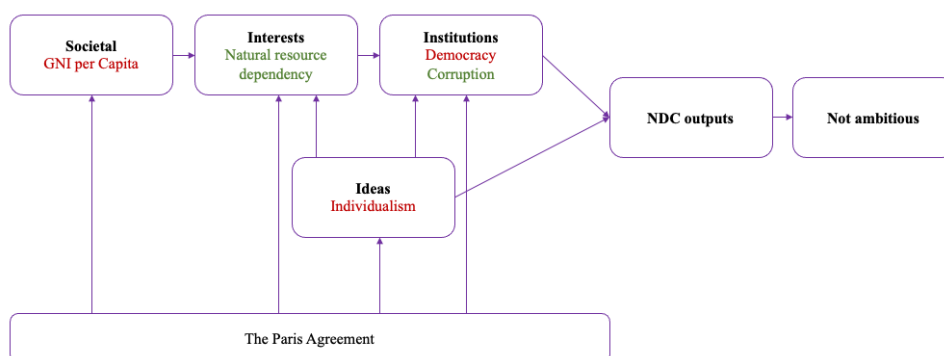 Societal
GNI per Capita
Interests
Natural resource
dependency
Institutions
Democracy
Corruption
NDC outputs
Not ambitious
Ideas
Individualism
The Paris Agreement